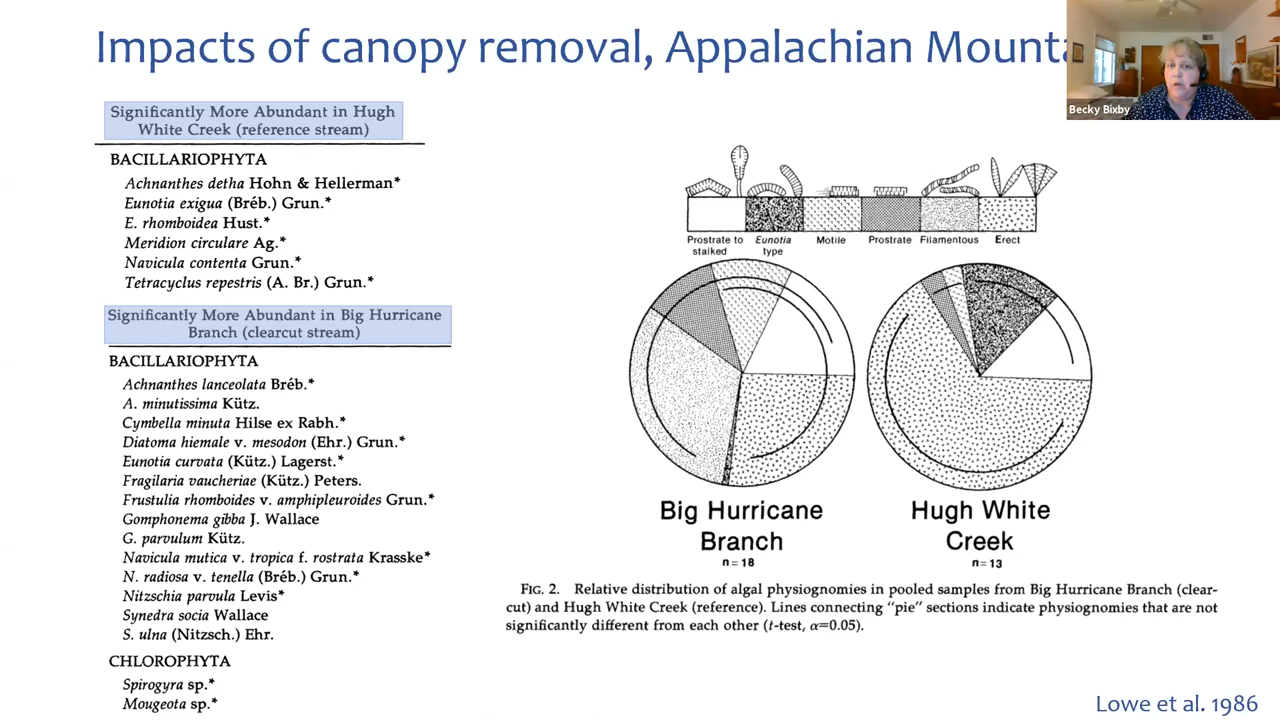 Impacts of canopy removal, Appalachian Mounta
Becky Bixby
Significantly More Abundant in Hugh
White Creek (reference stream)
BACILLARIOPHYTA
Achnanthes detha Hohn & Hellerman*
Eunotia exigua (Bréb.) Grun.*
E. rhomboidea Hust.*
Meridion circulare Ag.*
Navicula contenta Grun.*
Tetracyclus repestris (A. Br.) Grun.*
Significantly More Abundant in Big Hurricane
Branch (clearcut stream)
BACILLARIOPHYTA
Achnanthes lanceolata Bréb.*
A. minutissima Kütz.
Cymbella minuta Hilse ex Rabh.*
Diatoma hiemale v. mesodon (Ehr.) Grun.*
Eunotia curvata (Kütz.) Lagerst.*
Fragilaria vaucheriae (Kütz.) Peters.
Frustulia rhomboides v. amphipleuroides Grun.*
Gomphonema gibba J. Wallace
G. parvulum Kütz.
Navicula mutica v. tropica f. rostrata Krasske*
N. radiosa v. tenella (Bréb.) Grun.*
Nitzschia parvula Levis*
Synedra socia Wallace
S. ulna (Nitzsch.) Ehr.
CHLOROPHYTA
Spirogyra sp.*
Mougeota sp.*
Prostrate to
stalked
Eunotia
type
Motile
Prostrate
Filamentous
Erect
Big Hurricane
Branch
n=18
Hugh White
Creek
n=13
FIG. 2. Relative distribution of algal physiognomies in pooled samples from Big Hurricane Branch (clear-
cut) and Hugh White Creek (reference). Lines connecting "pie" sections indicate physiognomies that are not
significantly different from each other (t-test, α=0.05).
Lowe et al. 1986